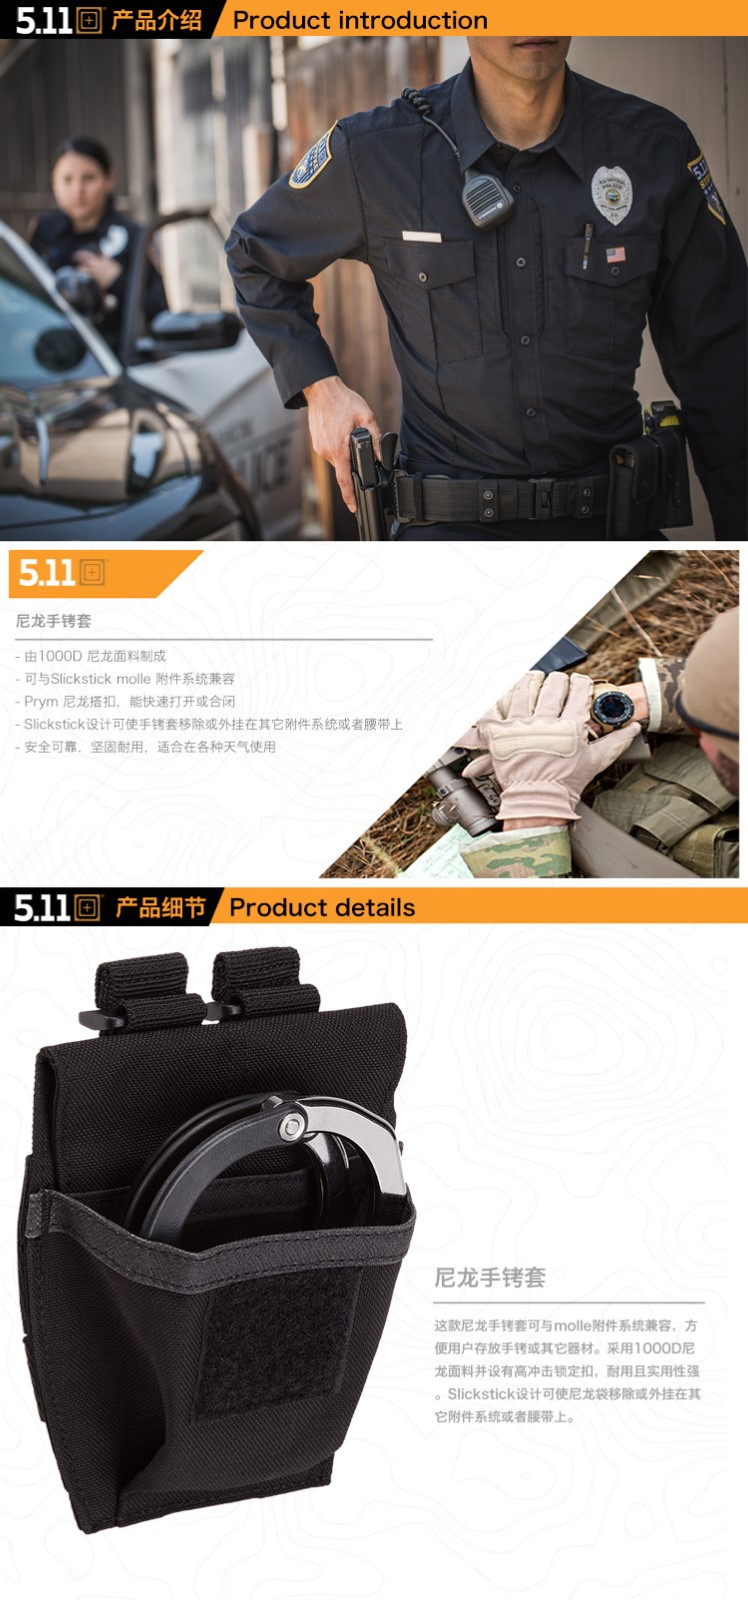 5.11 产品介绍 Product introduction
5.11
尼龙手铐套
- 由1000D 尼龙面料制成
- 可与Slickstick molle 附件系统兼容
- Prym 尼龙搭扣，能快速打开或合闭
- Slickstick设计可使手铐套移除或外挂在其它附件系统或者腰带上
- 安全可靠，坚固耐用，适合在各种天气使用
5.11 产品细节 Product details
尼龙手铐套
这款尼龙手铐套可与molle附件系统兼容，方
便用户存放手铐或其它器材。采用1000D尼
龙面料并设有高冲击锁定扣，耐用且实用性强
。Slickstick设计可使尼龙袋移除或外挂在其
它附件系统或者腰带上。